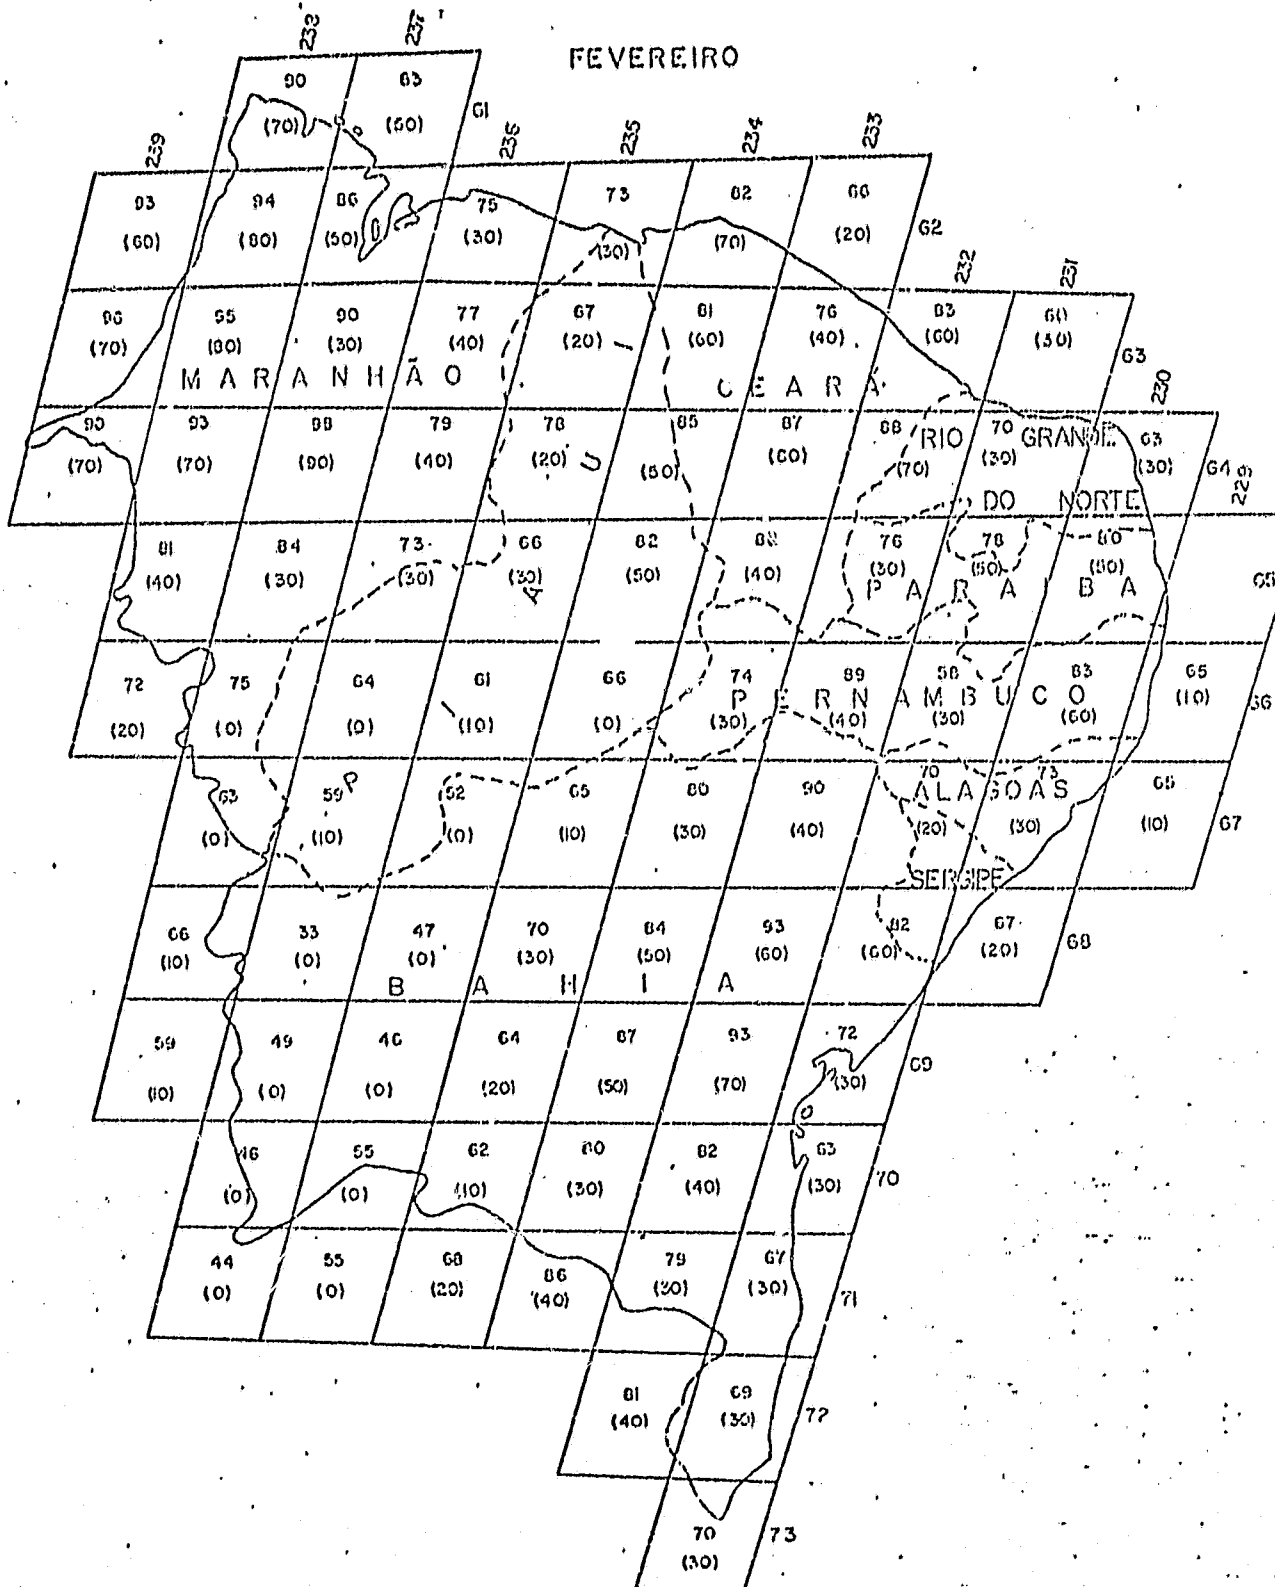 238 237
FEVEREIRO
90 83
(70) (60)
61
239 236 235 234 233
93 94 86 75 73 82 66
(60) (80) (50) (30) (30) (70) (20)
62
232 231
96 95 90 77 67 81 76 83 60
(70) (80) (30) (40) (20) (60) (40) (60) (50)
63
MARANHÃO CEARÁ
230
90 93 98 79 78 85 87 88 70 63
(70) (70) (90) (40) (20) (60) (60) (70) (30) (30)
RIO GRANDE
64
DO NORTE
229
81 84 73 66 82 88 76 78 80
(40) (30) (30) (30) (50) (40) (30) (50) (50)
65
PARAIBA
72 75 64 61 66 74 89 58 83 65
(20) (0) (0) (10) (0) (30) (40) (30) (60) (10)
66
PERNAMBUCO
PIAUI
63 59 52 65 80 90 70 73 65
(0) (10) (0) (10) (30) (40) (20) (30) (10)
67
ALAGOAS
SERGIPE
66 33 47 70 84 93 82 67
(10) (0) (0) (30) (50) (60) (60) (20)
68
BAHIA
59 49 46 64 87 93 72
(10) (0) (0) (20) (50) (70) (30)
69
46 55 62 80 82 63
(0) (0) (10) (30) (40) (30)
70
44 55 68 86 79 67
(0) (0) (20) (40) (30) (30)
71
81 69
(40) (30)
72
70
(30)
73